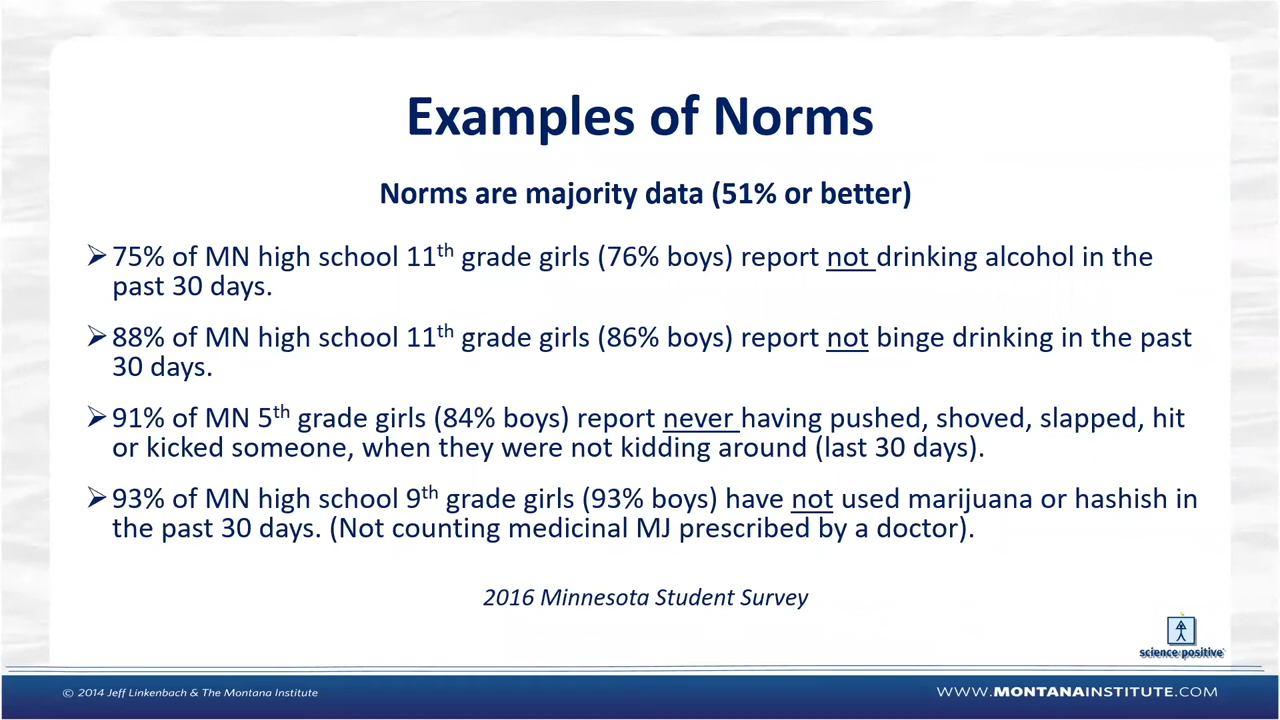 Examples of Norms
Norms are majority data (51% or better)
➢75% of MN high school 11th grade girls (76% boys) report not drinking alcohol in the
past 30 days.
➢88% of MN high school 11th grade girls (86% boys) report not binge drinking in the past
30 days.
➢91% of MN 5th grade girls (84% boys) report never having pushed, shoved, slapped, hit
or kicked someone, when they were not kidding around (last 30 days).
➢93% of MN high school 9th grade girls (93% boys) have not used marijuana or hashish in
the past 30 days. (Not counting medicinal MJ prescribed by a doctor).
2016 Minnesota Student Survey
science positive
© 2014 Jeff Linkenbach & The Montana Institute
WWW.MONTANAINSTITUTE.COM